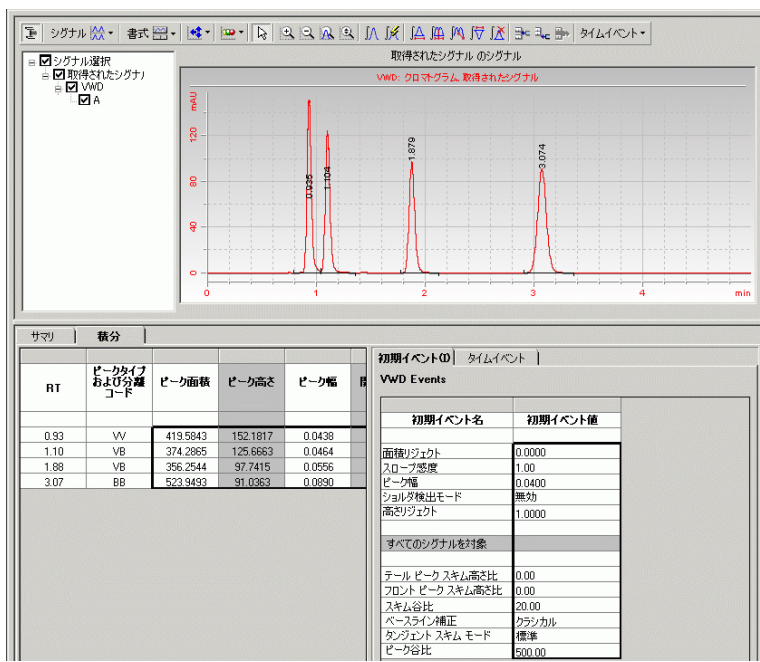 シグナル 書式 タイムイベント
シグナル選択
取得されたシグナ
VWD
A
取得されたシグナル のシグナル
VWD: クロマトグラム, 取得されたシグナル
mAU
120
80
40
0
0.935
1.104
1.879
3.074
0 1 2 3 4 min
サマリ 積分
RT ピークタイプおよび分離コード ピーク面積 ピーク高さ ピーク幅
0.93 VV 419.5843 152.1817 0.0438
1.10 VB 374.2865 125.6663 0.0464
1.88 VB 356.2544 97.7415 0.0556
3.07 BB 523.9493 91.0363 0.0890
初期イベント(I) タイムイベント
VWD Events
初期イベント名 初期イベント値
面積リジェクト 0.0000
スロープ感度 1.00
ピーク幅 0.0400
ショルダ検出モード 無効
高さリジェクト 1.0000
すべてのシグナルを対象
テール ピーク スキム高さ比 0.00
フロント ピーク スキム高さ比 0.00
スキム谷比 20.00
ベースライン補正 クラシカル
タンジェント スキム モード 標準
ピーク谷比 500.00